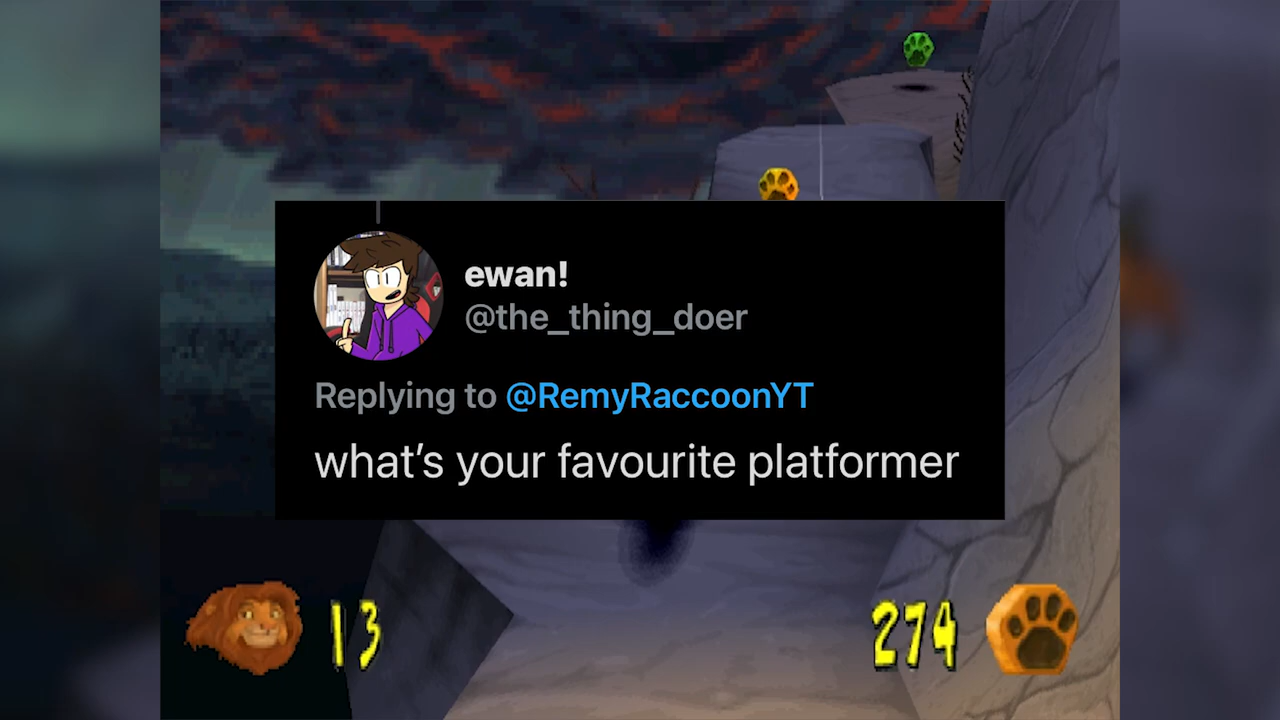 ewan!
@the_thing_doer
Replying to @RemyRaccoonYT
what’s your favourite platformer
13
274